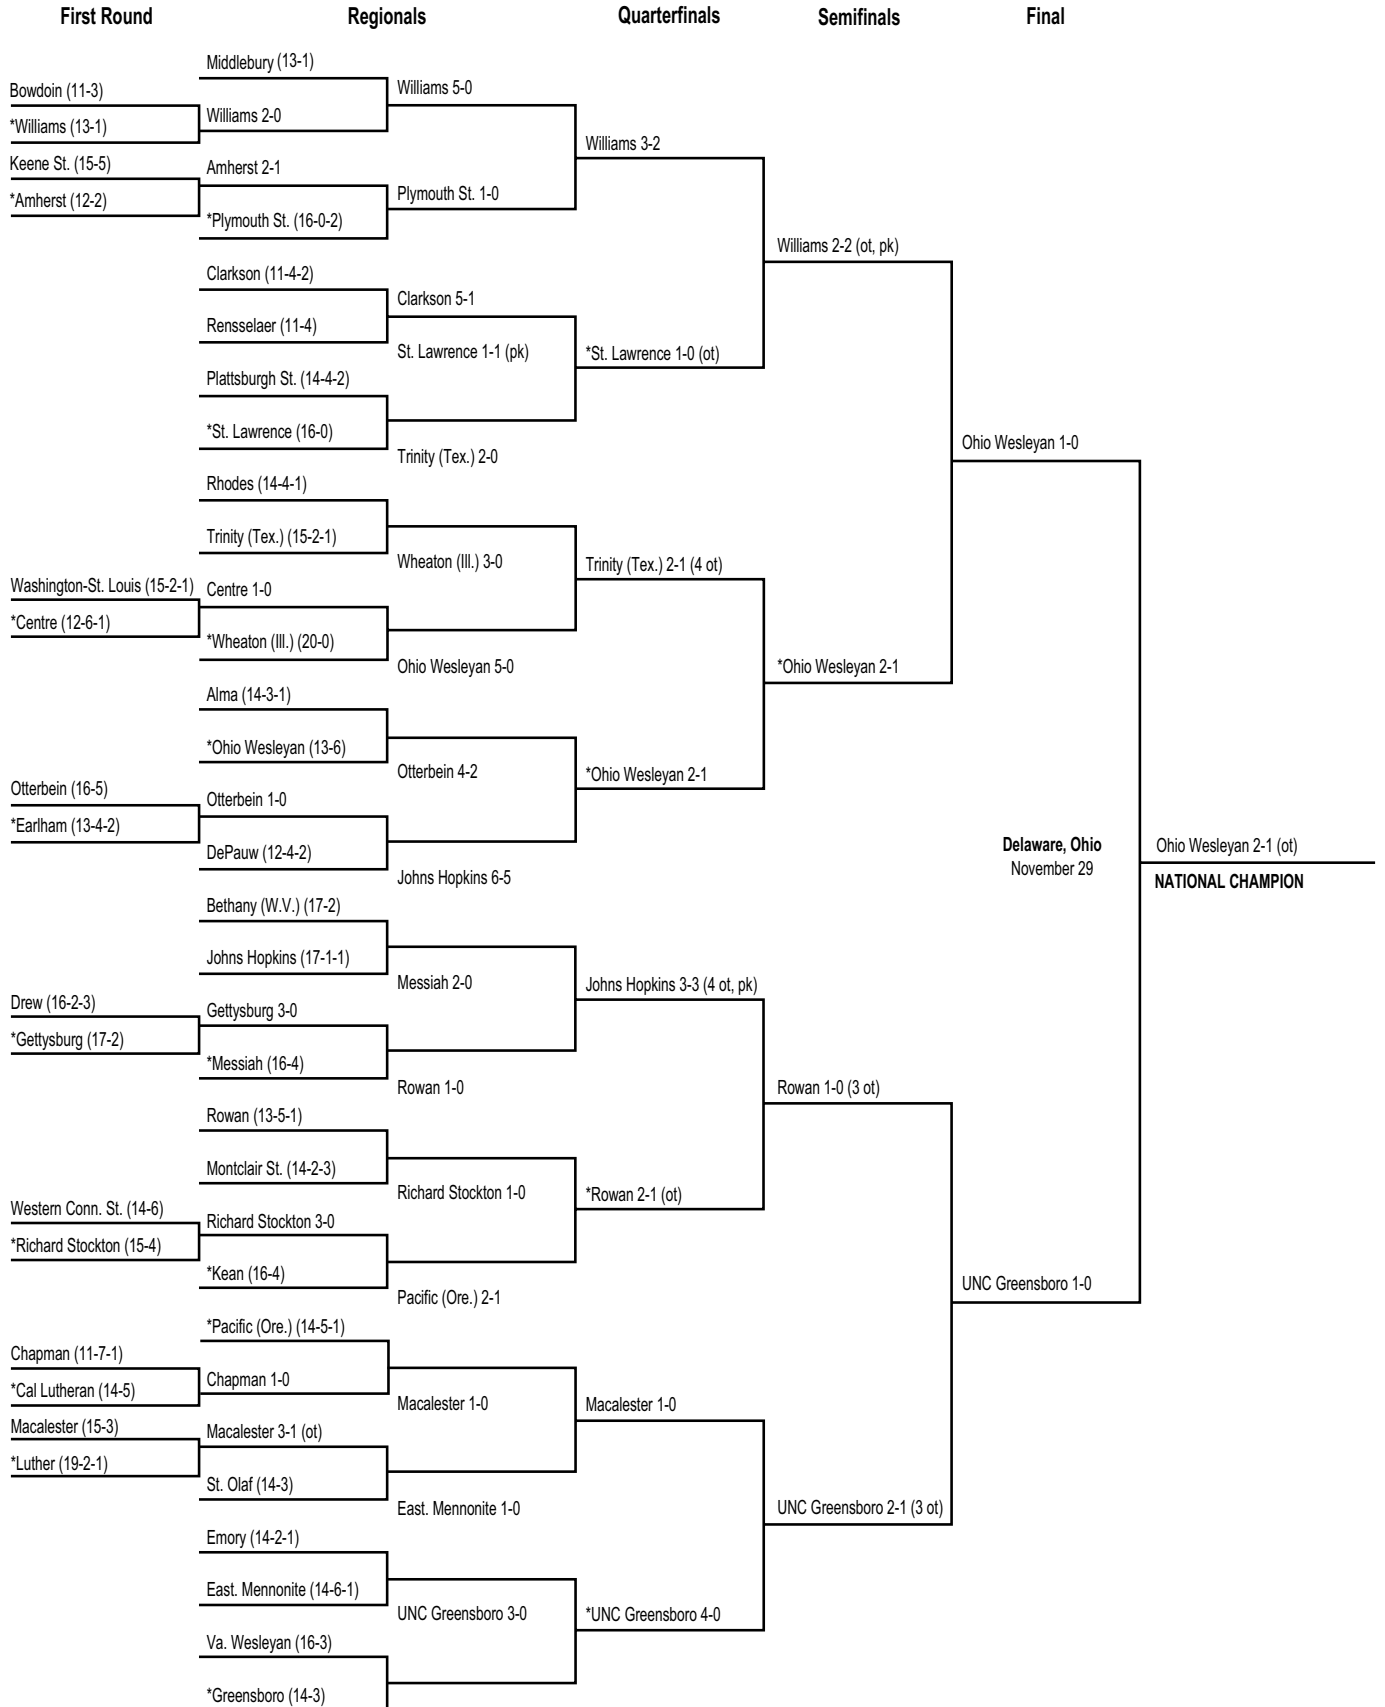 First Round
Regionals
Quarterfinals
Semifinals
Final
Middlebury (13-1)
Bowdoin (11-3)
*Williams (13-1)
Williams 2-0
Williams 5-0
Keene St. (15-5)
*Amherst (12-2)
Amherst 2-1
*Plymouth St. (16-0-2)
Plymouth St. 1-0
Williams 3-2
Clarkson (11-4-2)
Rensselaer (11-4)
Clarkson 5-1
Plattsburgh St. (14-4-2)
*St. Lawrence (16-0)
St. Lawrence 1-1 (pk)
*St. Lawrence 1-0 (ot)
Williams 2-2 (ot, pk)
Rhodes (14-4-1)
Trinity (Tex.) (15-2-1)
Trinity (Tex.) 2-0
Washington-St. Louis (15-2-1)
*Centre (12-6-1)
Centre 1-0
*Wheaton (Ill.) (20-0)
Wheaton (Ill.) 3-0
Trinity (Tex.) 2-1 (4 ot)
Alma (14-3-1)
*Ohio Wesleyan (13-6)
Ohio Wesleyan 5-0
Otterbein (16-5)
*Earlham (13-4-2)
Otterbein 1-0
DePauw (12-4-2)
Otterbein 4-2
*Ohio Wesleyan 2-1
*Ohio Wesleyan 2-1
Ohio Wesleyan 1-0
Bethany (W.V.) (17-2)
Johns Hopkins (17-1-1)
Johns Hopkins 6-5
Drew (16-2-3)
*Gettysburg (17-2)
Gettysburg 3-0
*Messiah (16-4)
Messiah 2-0
Johns Hopkins 3-3 (4 ot, pk)
Rowan (13-5-1)
Montclair St. (14-2-3)
Rowan 1-0
Western Conn. St. (14-6)
*Richard Stockton (15-4)
Richard Stockton 3-0
*Kean (16-4)
Richard Stockton 1-0
*Rowan 2-1 (ot)
Rowan 1-0 (3 ot)
*Pacific (Ore.) (14-5-1)
Chapman (11-7-1)
*Cal Lutheran (14-5)
Chapman 1-0
Pacific (Ore.) 2-1
Macalester (15-3)
*Luther (19-2-1)
Macalester 3-1 (ot)
St. Olaf (14-3)
Macalester 1-0
Macalester 1-0
Emory (14-2-1)
East. Mennonite (14-6-1)
East. Mennonite 1-0
Va. Wesleyan (16-3)
*Greensboro (14-3)
UNC Greensboro 3-0
*UNC Greensboro 4-0
UNC Greensboro 2-1 (3 ot)
UNC Greensboro 1-0
Delaware, Ohio
November 29
Ohio Wesleyan 2-1 (ot)
NATIONAL CHAMPION